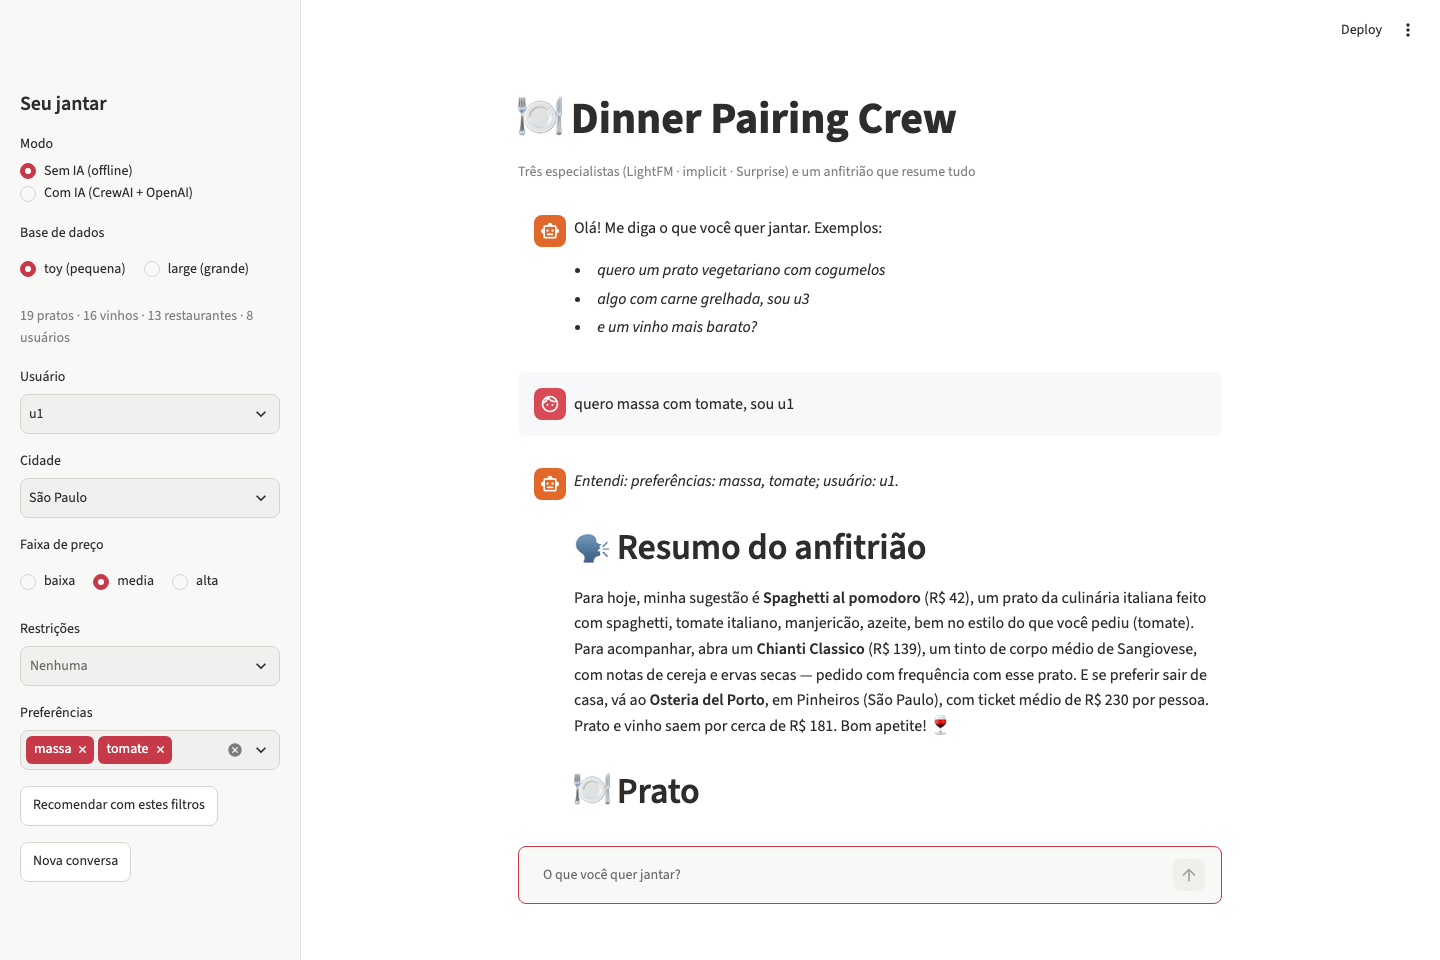 Deploy
Seu jantar
Modo
Sem IA (offline)
Com IA (CrewAI + OpenAI)
Base de dados
toy (pequena)
large (grande)
19 pratos · 16 vinhos · 13 restaurantes · 8
usuários
Usuário
u1
Cidade
São Paulo
Faixa de preço
baixa
media
alta
Restrições
Nenhuma
Preferências
massa
tomate
Recomendar com estes filtros
Nova conversa
Dinner Pairing Crew
Três especialistas (LightFM · implicit · Surprise) e um anfitrião que resume tudo
Olá! Me diga o que você quer jantar. Exemplos:
• quero um prato vegetariano com cogumelos
• algo com carne grelhada, sou u3
• e um vinho mais barato?
quero massa com tomate, sou u1
Entendi: preferências: massa, tomate; usuário: u1.
Resumo do anfitrião
Para hoje, minha sugestão é Spaghetti al pomodoro (R$ 42), um prato da culinária italiana feito
com spaghetti, tomate italiano, manjericão, azeite, bem no estilo do que você pediu (tomate).
Para acompanhar, abra um Chianti Classico (R$ 139), um tinto de corpo médio de Sangiovese,
com notas de cereja e ervas secas — pedido com frequência com esse prato. E se preferir sair de
casa, vá ao Osteria del Porto, em Pinheiros (São Paulo), com ticket médio de R$ 230 por pessoa.
Prato e vinho saem por cerca de R$ 181. Bom apetite! 🍷
Prato
O que você quer jantar?